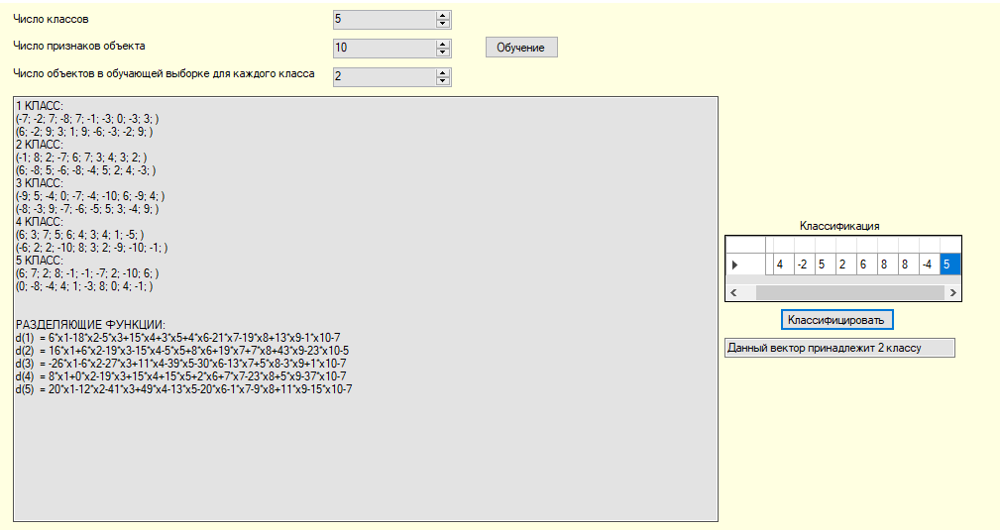 Число классов 5
Число признаков объекта 10 Обучение
Число объектов в обучающей выборке для каждого класса 2
1 КЛАСС:
(-7; -2; 7; -8; 7; -1; -3; 0; -3; 3; )
(6; -2; 9; 3; 1; 9; -6; -3; -2; 9; )
2 КЛАСС:
(-1; 8; 2; -7; 6; 7; 3; 4; 3; 2; )
(6; -8; 5; -6; -8; -4; 5; 2; 4; -3; )
3 КЛАСС:
(-9; 5; -4; 0; -7; -4; -10; 6; -9; 4; )
(-8; -3; 9; -7; -6; -5; 5; 3; -4; 9; )
4 КЛАСС:
(6; 3; 7; 5; 6; 4; 3; 4; 1; -5; )
(-6; 2; 2; -10; 8; 3; 2; -9; -10; -1; )
5 КЛАСС:
(6; 7; 2; 8; -1; -1; -7; 2; -10; 6; )
(0; -8; -4; 4; 1; -3; 8; 0; 4; -1; )
РАЗДЕЛЯЮЩИЕ ФУНКЦИИ:
d(1) = 6*x1-18*x2-5*x3+15*x4+3*x5+4*x6-21*x7-19*x8+13*x9-1*x10-7
d(2) = 16*x1+6*x2-19*x3-15*x4-5*x5+8*x6+19*x7+7*x8+43*x9-23*x10-5
d(3) = -26*x1-6*x2-27*x3+11*x4-39*x5-30*x6-13*x7+5*x8-3*x9+1*x10-7
d(4) = 8*x1+0*x2-19*x3+15*x4+15*x5+2*x6+7*x7-23*x8+5*x9-37*x10-7
d(5) = 20*x1-12*x2-41*x3+49*x4-13*x5-20*x6-1*x7-9*x8+11*x9-15*x10-7
Классификация
4 -2 5 2 6 8 8 -4 5
Классифицировать
Данный вектор принадлежит 2 классу